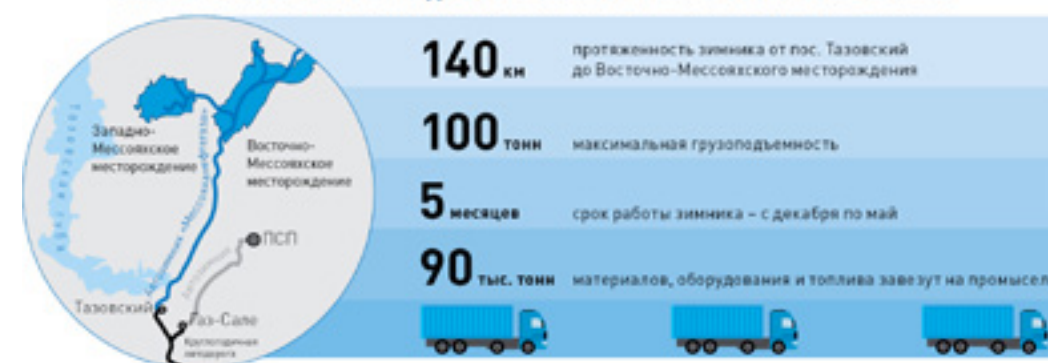 140 км
протяженность зимника от пос. Тазовский
до Восточно-Мессояхского месторождения
100 тонн
максимальная грузоподъемность
5 месяцев
срок работы зимника – с декабря по май
90 тыс. тонн
материалов, оборудования и топлива завезут на промысел
Западно-
Мессояхское
месторождение
Восточно-
Мессояхское
месторождение
ПСП
Тазовский
Газ-Сале
Круглогодичная
автодорога